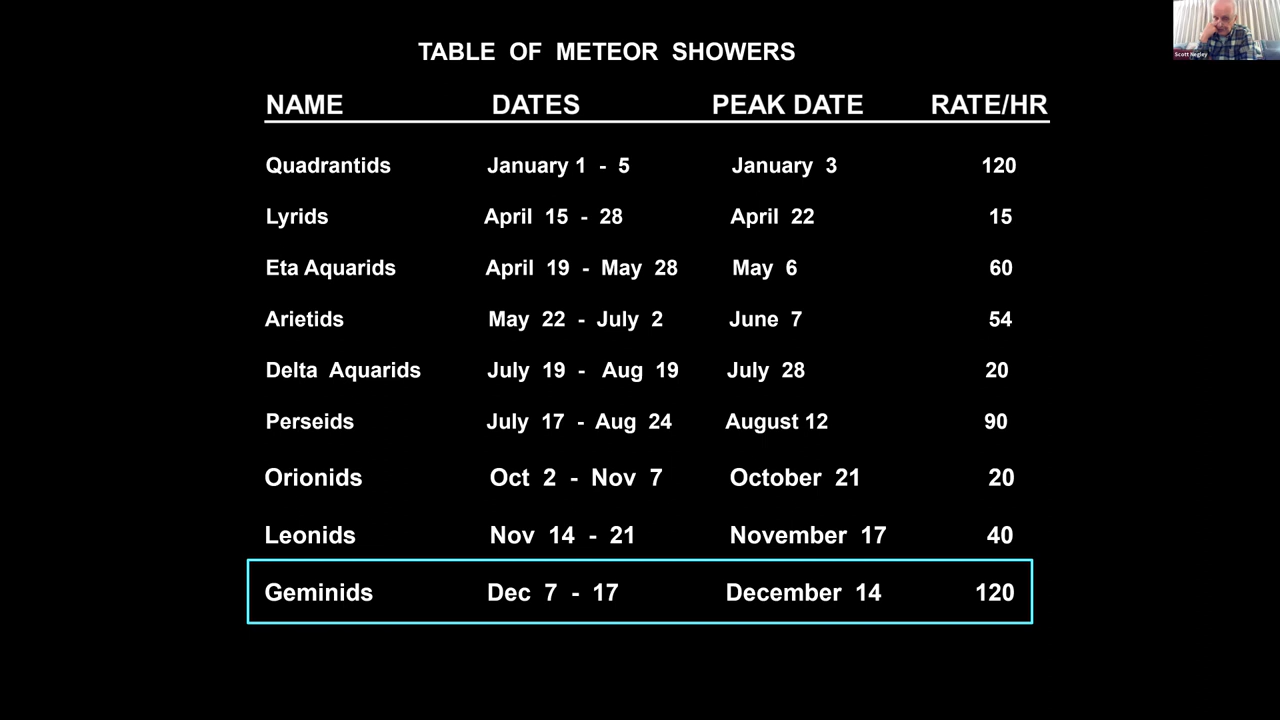 TABLE OF METEOR SHOWERS
NAME DATES PEAK DATE RATE/HR
Quadrantids January 1 - 5 January 3 120
Lyrids April 15 - 28 April 22 15
Eta Aquarids April 19 - May 28 May 6 60
Arietids May 22 - July 2 June 7 54
Delta Aquarids July 19 - Aug 19 July 28 20
Perseids July 17 - Aug 24 August 12 90
Orionids Oct 2 - Nov 7 October 21 20
Leonids Nov 14 - 21 November 17 40
Geminids Dec 7 - 17 December 14 120
Scott Negley